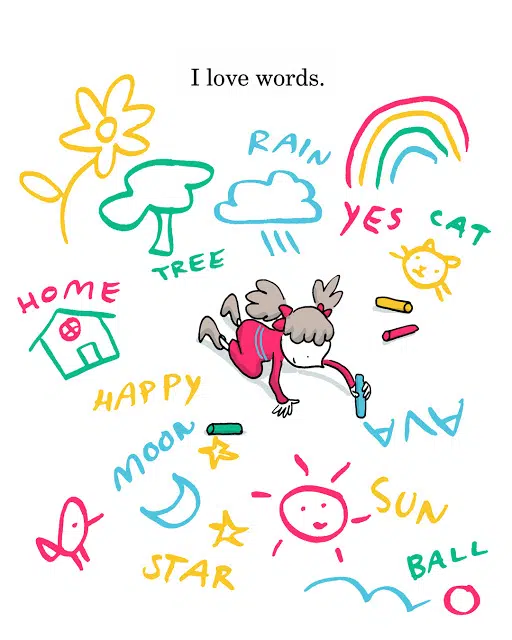 I love words.
RAIN
YES CAT
TREE
HOME
HAPPY
AVA
MOON
SUN
STAR
BALL